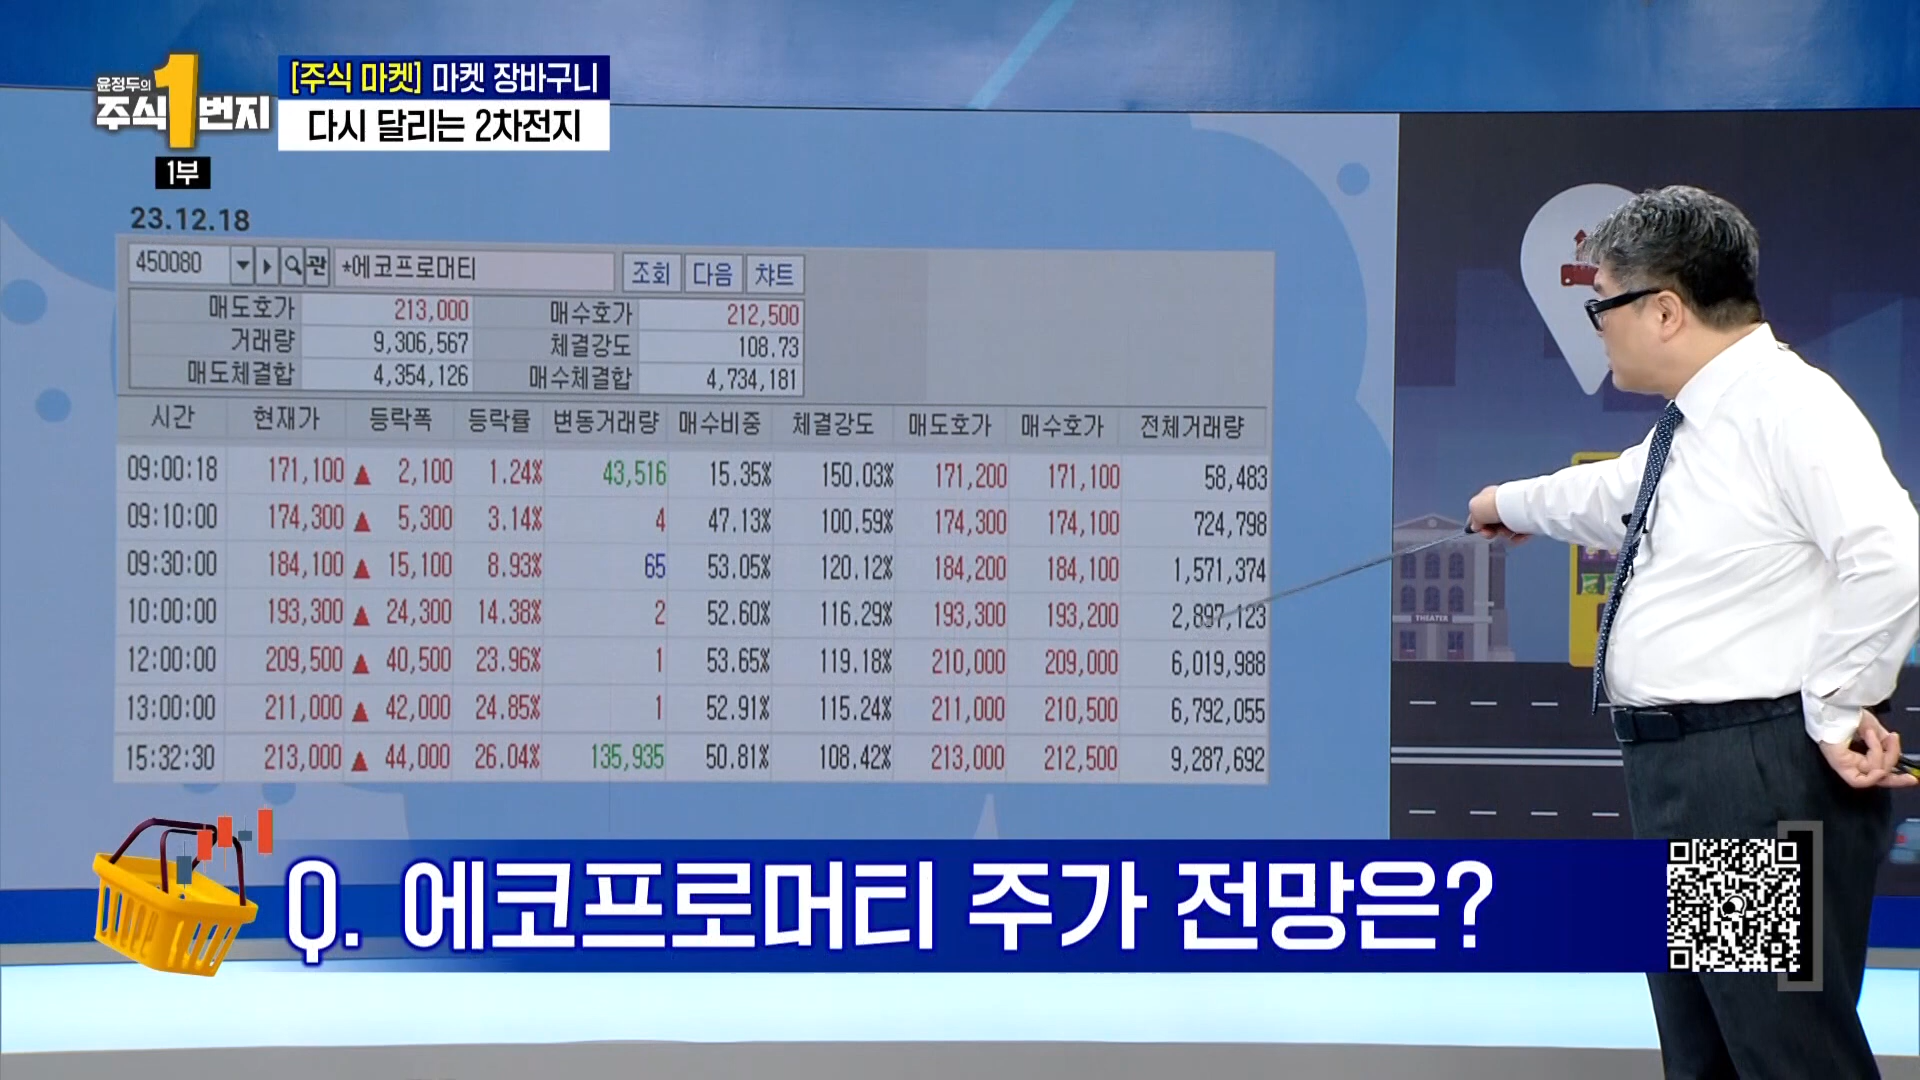 윤정두의
주식1번지
1부
[주식 마켓] 마켓 장바구니
다시 달리는 2차전지
23.12.18
450080 관 *에코프로머티 조회 다음 챠트
매도호가 213,000 매수호가 212,500
거래량 9,306,567 체결강도 108.73
매도체결합 4,354,126 매수체결합 4,734,181
시간 현재가 등락폭 등락률 변동거래량 매수비중 체결강도 매도호가 매수호가 전체거래량
09:00:18 171,100 ▲ 2,100 1.24% 43,516 15.35% 150.03% 171,200 171,100 58,483
09:10:00 174,300 ▲ 5,300 3.14% 4 47.13% 100.59% 174,300 174,100 724,798
09:30:00 184,100 ▲ 15,100 8.93% 65 53.05% 120.12% 184,200 184,100 1,571,374
10:00:00 193,300 ▲ 24,300 14.38% 2 52.60% 116.29% 193,300 193,200 2,897,123
12:00:00 209,500 ▲ 40,500 23.96% 1 53.65% 119.18% 210,000 209,000 6,019,988
13:00:00 211,000 ▲ 42,000 24.85% 1 52.91% 115.24% 211,000 210,500 6,792,055
15:32:30 213,000 ▲ 44,000 26.04% 135,935 50.81% 108.42% 213,000 212,500 9,287,692
THEATER
Q. 에코프로머티 주가 전망은?